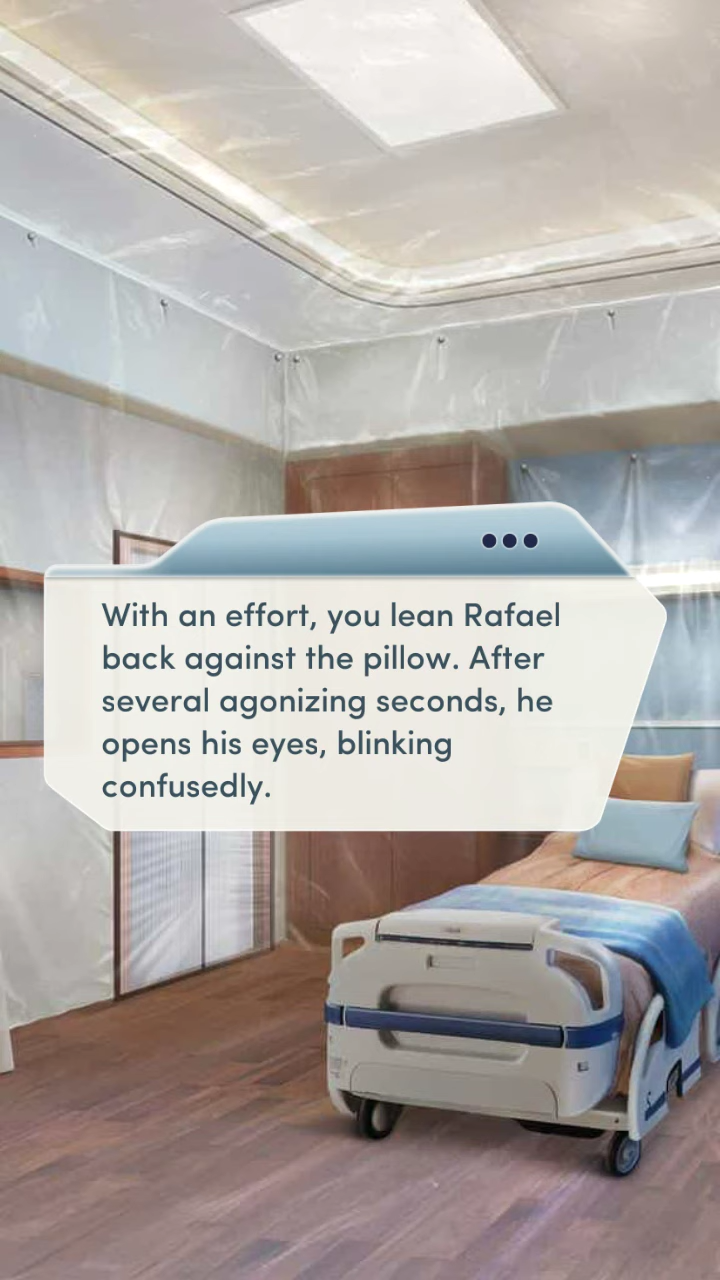 With an effort, you lean Rafael
back against the pillow. After
several agonizing seconds, he
opens his eyes, blinking
confusedly.